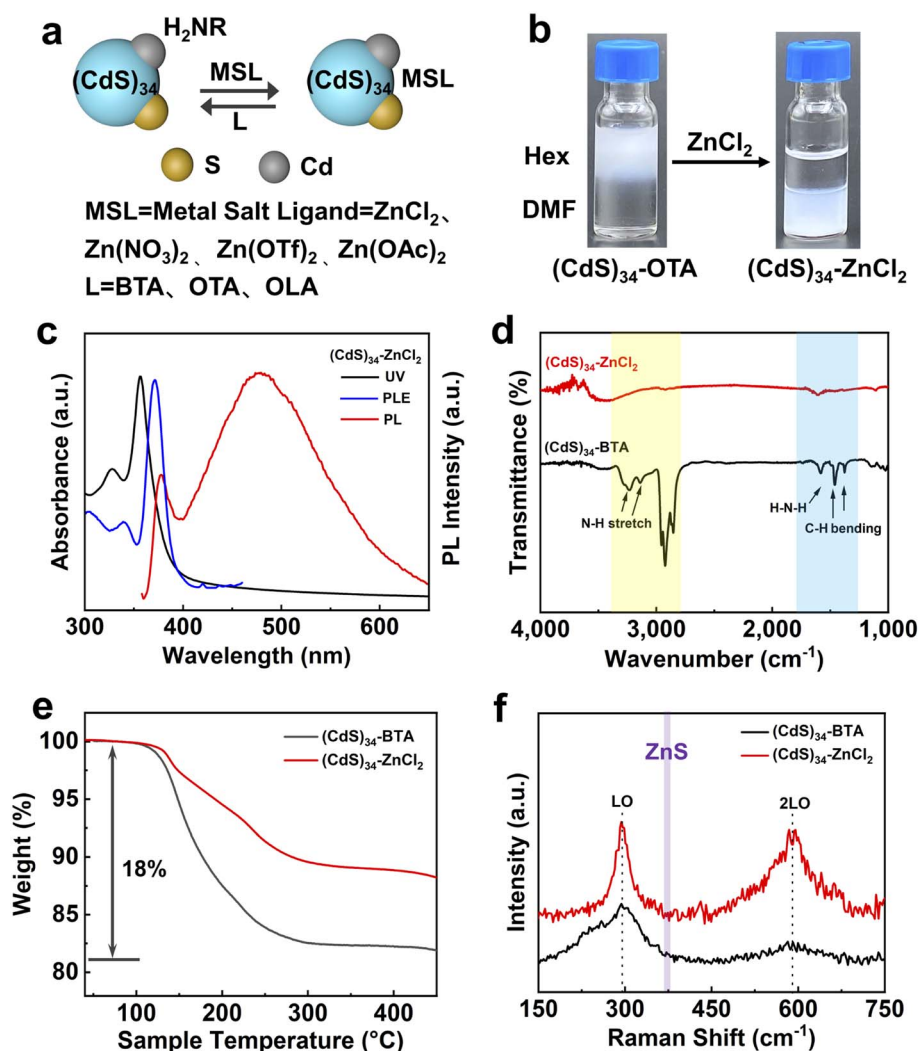 a
H₂NR
(CdS)₃₄
MSL
L
(CdS)₃₄ MSL
S
Cd
MSL=Metal Salt Ligand=ZnCl₂、
Zn(NO₃)₂、Zn(OTf)₂、Zn(OAc)₂
L=BTA、OTA、OLA
b
Hex
DMF
ZnCl₂
(CdS)₃₄-OTA
(CdS)₃₄-ZnCl₂
c
(CdS)₃₄-ZnCl₂
UV
PLE
PL
Absorbance (a.u.)
PL Intensity (a.u.)
300 400 500 600
Wavelength (nm)
d
(CdS)₃₄-ZnCl₂
(CdS)₃₄-BTA
N-H stretch
H-N-H
C-H bending
Transmittance (%)
4,000 3,000 2,000 1,000
Wavenumber (cm⁻¹)
e
(CdS)₃₄-BTA
(CdS)₃₄-ZnCl₂
18%
Weight (%)
100
95
90
85
80
100 200 300 400
Sample Temperature (°C)
f
ZnS
(CdS)₃₄-BTA
(CdS)₃₄-ZnCl₂
LO
2LO
Intensity (a.u.)
150 300 450 600 750
Raman Shift (cm⁻¹)